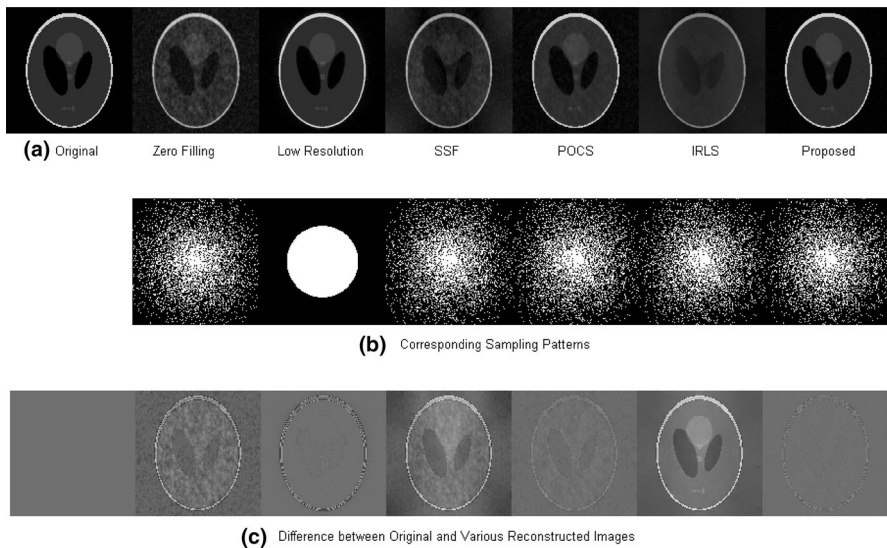 (a) Original Zero Filling Low Resolution SSF POCS IRLS Proposed
(b) Corresponding Sampling Patterns
(c) Difference between Original and Various Reconstructed Images